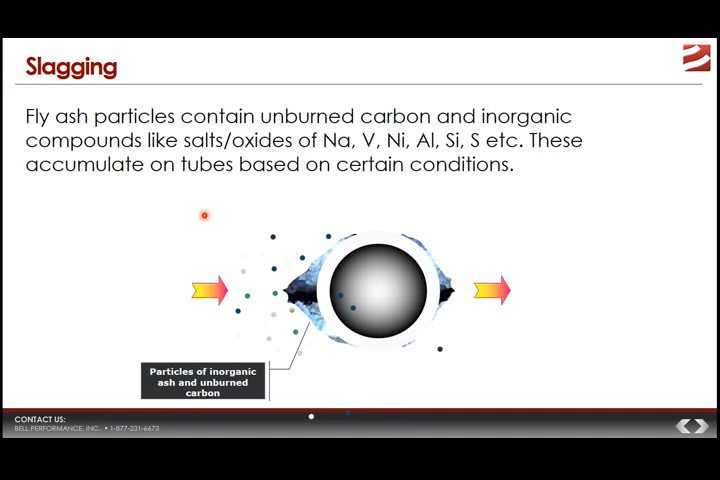 Slagging
Fly ash particles contain unburned carbon and inorganic
compounds like salts/oxides of Na, V, Ni, Al, Si, S etc. These
accumulate on tubes based on certain conditions.
Particles of inorganic
ash and unburned
carbon
CONTACT US:
BELL PERFORMANCE, INC. • 1-877-231-6673